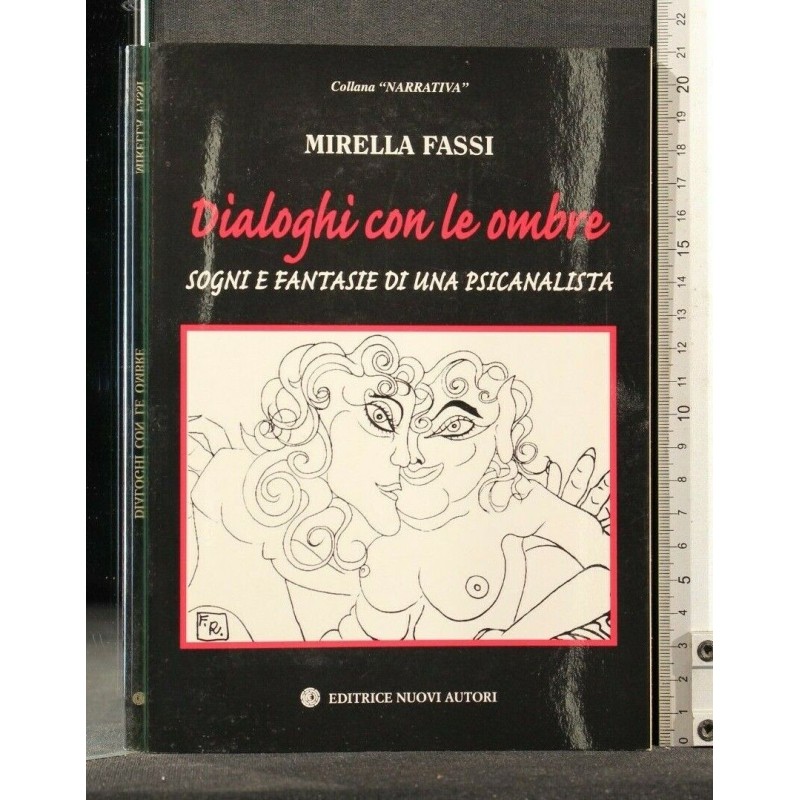 Collana “NARRATIVA”
MIRELLA FASSI
Dialoghi con le ombre
SOGNI E FANTASIE DI UNA PSICANALISTA
F.R.
EDITRICE NUOVI AUTORI
MIRELLA FASSI
DIALOGHI CON LE OMBRE
22
21
20
19
18
17
16
15
14
13
12
11
10
9
8
7
6
5
4
3
2
1
0